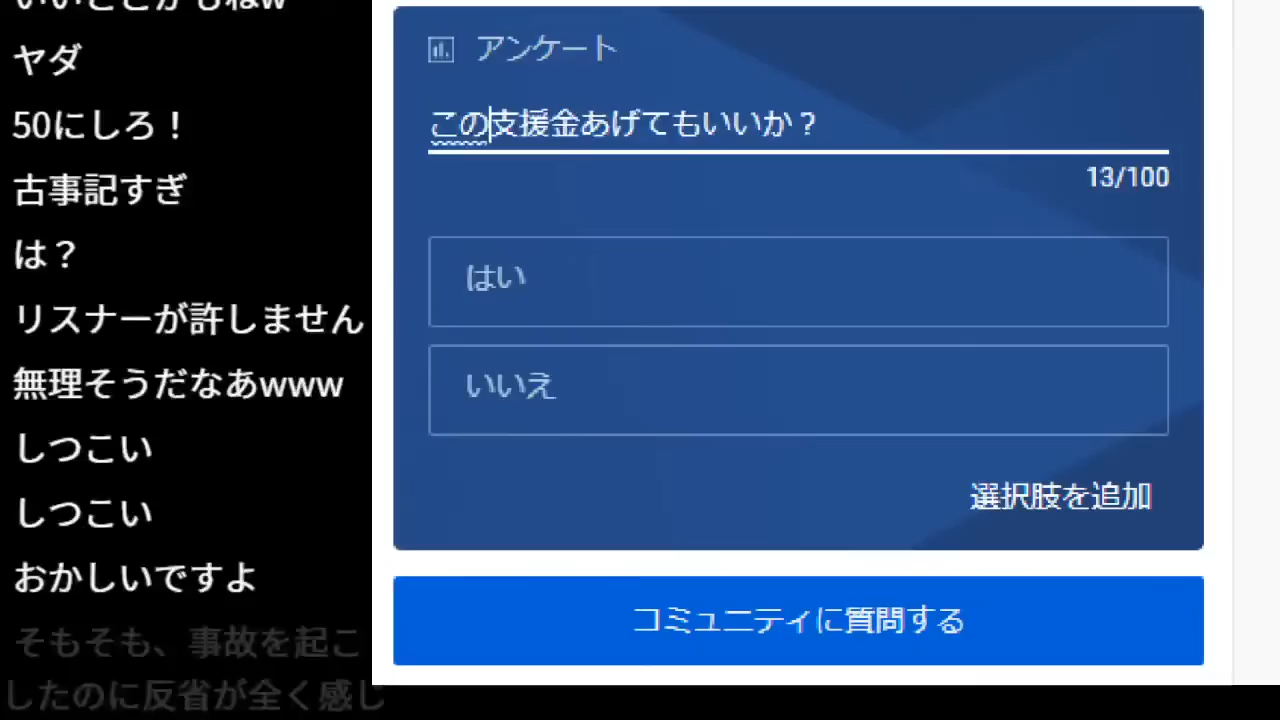 ヤダ
50にしろ！
古事記すぎ
は？
リスナーが許しません
無理そうだなあwww
しつこい
しつこい
おかしいですよ
そもそも、事故を起こ
したのに反省が全く感じ
アンケート
この支援金あげてもいいか？
13/100
はい
いいえ
選択肢を追加
コミュニティに質問する